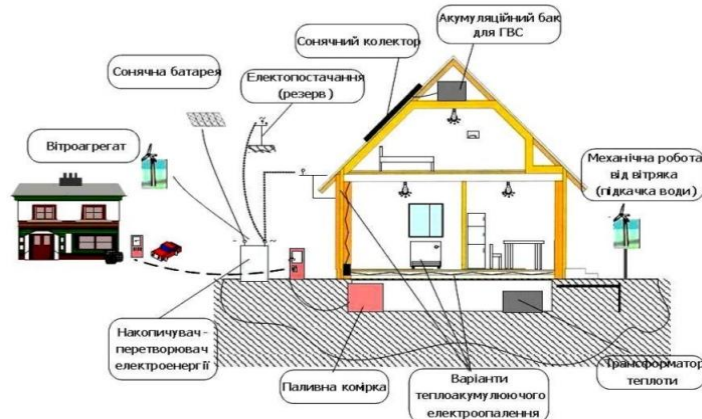 Акумуляційний бак
для ГВС
Сонячний колектор
Сонячна батарея
Електопостачання
(резерв)
Вітроагрегат
Механічна робота
від вітряка
(підкачка води)
Накопичувач -
перетворювач
електроенергії
Паливна комірка
Варіанти
теплоакумулюючого
електроопалення
Трансформатор
теплоти